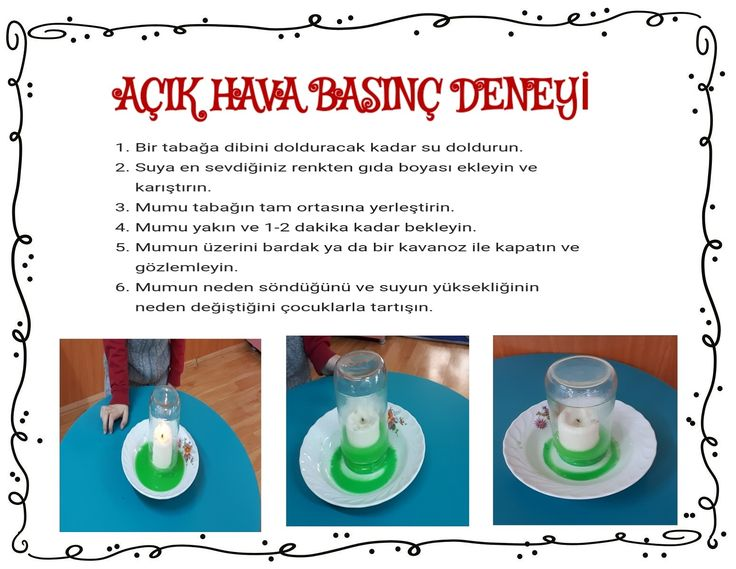 AÇIK HAVA BASINÇ DENEYİ
1. Bir tabağa dibini dolduracak kadar su doldurun.
2. Suya en sevdiğiniz renkten gıda boyası ekleyin ve
karıştırın.
3. Mumu tabağın tam ortasına yerleştirin.
4. Mumu yakın ve 1-2 dakika kadar bekleyin.
5. Mumun üzerini bardak ya da bir kavanoz ile kapatın ve
gözlemleyin.
6. Mumun neden söndüğünü ve suyun yüksekliğinin
neden değiştiğini çocuklarla tartışın.